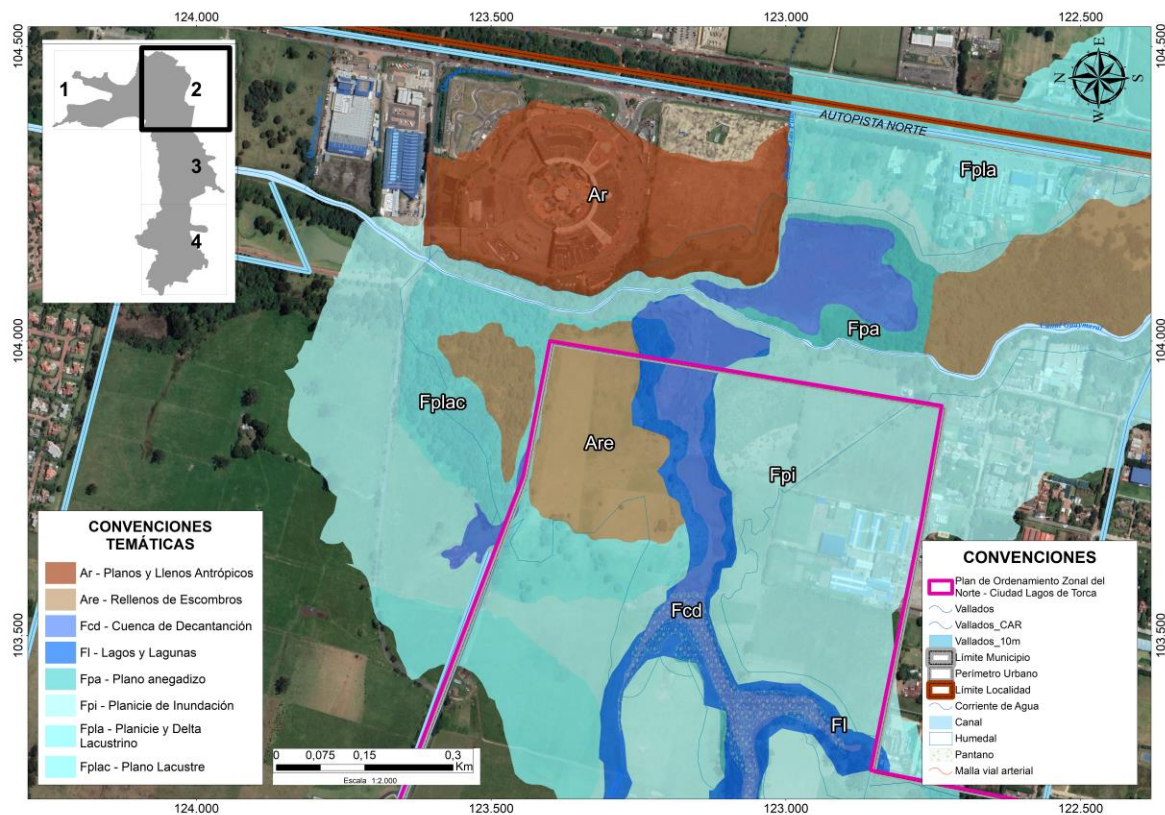 124.000
123.500
123.000
122.500
104.500
104.500
1
2
3
4
N
E
S
W
AUTOPISTA NORTE
Fpla
Ar
Fpa
104.000
104.000
Canal Guaymaral
Fplac
Are
Fpi
Fcd
Fl
103.500
103.500
CONVENCIONES
TEMÁTICAS
Ar - Planos y Llenos Antrópicos
Are - Rellenos de Escombros
Fcd - Cuenca de Decantanción
Fl - Lagos y Lagunas
Fpa - Plano anegadizo
Fpi - Planicie de Inundación
Fpla - Planicie y Delta
Lacustrino
Fplac - Plano Lacustre
0 0,075 0,15 0,3
Km
Escala 1:2.000
CONVENCIONES
Plan de Ordenamiento Zonal del
Norte - Ciudad Lagos de Torca
Vallados
Vallados_CAR
Vallados_10m
Límite Municipio
Perímetro Urbano
Límite Localidad
Corriente de Agua
Canal
Humedal
Pantano
Malla vial arterial
124.000
123.500
123.000
122.500